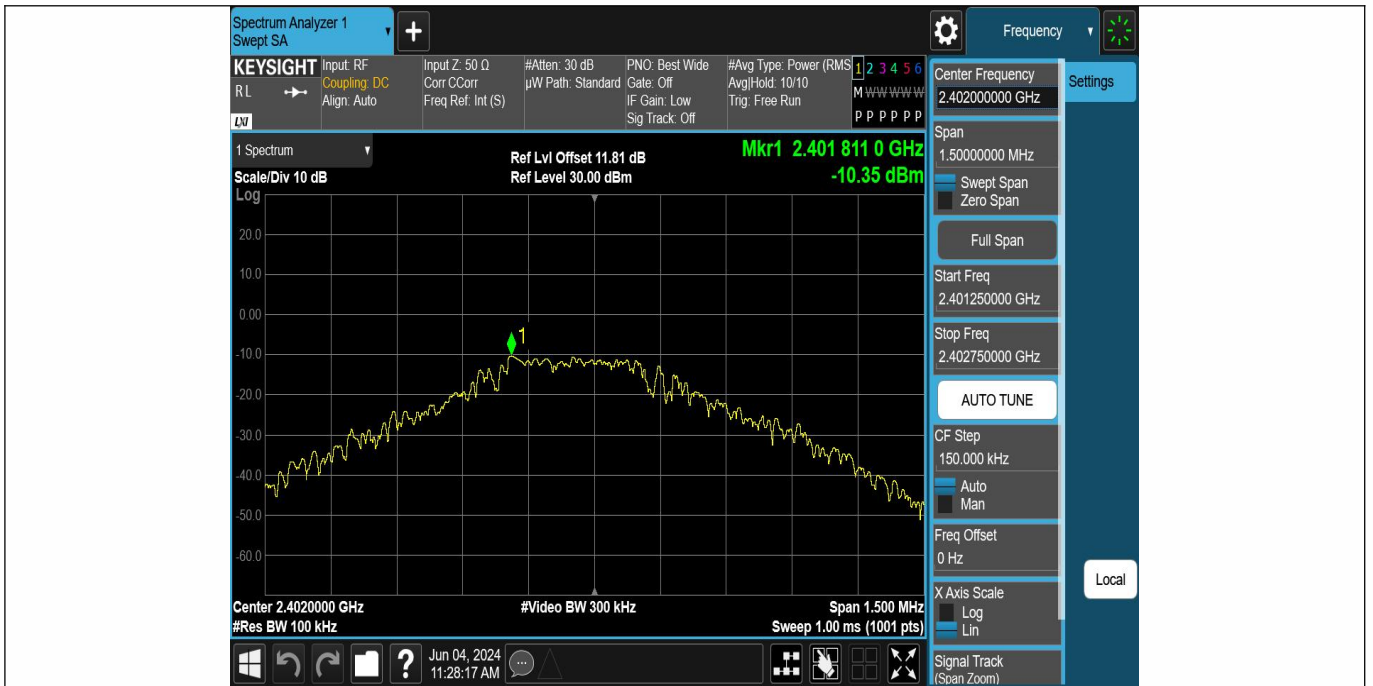 Spectrum Analyzer 1
Swept SA
+
Frequency
KEYSIGHT
RL
LXI
Input: RF
Coupling: DC
Align: Auto
Input Z: 50 Ω
Corr CCorr
Freq Ref: Int (S)
#Atten: 30 dB
µW Path: Standard
PNO: Best Wide
Gate: Off
IF Gain: Low
Sig Track: Off
#Avg Type: Power (RMS
Avg|Hold: 10/10
Trig: Free Run
1 2 3 4 5 6
M W W W W W
P P P P P P
1 Spectrum
Scale/Div 10 dB
Log
Ref Lvl Offset 11.81 dB
Ref Level 30.00 dBm
Mkr1 2.401 811 0 GHz
-10.35 dBm
20.0
10.0
0.00
-10.0
-20.0
-30.0
-40.0
-50.0
-60.0
1
Center 2.4020000 GHz
#Res BW 100 kHz
#Video BW 300 kHz
Span 1.500 MHz
Sweep 1.00 ms (1001 pts)
Center Frequency
2.402000000 GHz
Span
1.50000000 MHz
Swept Span
Zero Span
Full Span
Start Freq
2.401250000 GHz
Stop Freq
2.402750000 GHz
AUTO TUNE
CF Step
150.000 kHz
Auto
Man
Freq Offset
0 Hz
X Axis Scale
Log
Lin
Signal Track
(Span Zoom)
Settings
Local
?
Jun 04, 2024
11:28:17 AM